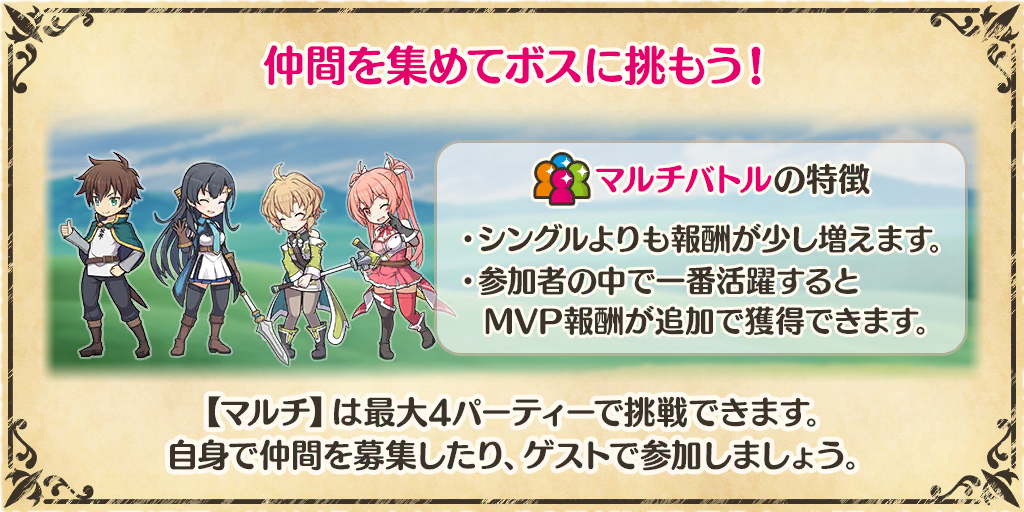 仲間を集めてボスに挑もう!
マルチバトルの特徴
・シングルよりも報酬が少し増えます。
・参加者の中で一番活躍すると
MVP報酬が追加で獲得できます。
【マルチ】は最大4パーティーで挑戦できます。
自身で仲間を募集したり、ゲストで参加しましょう。